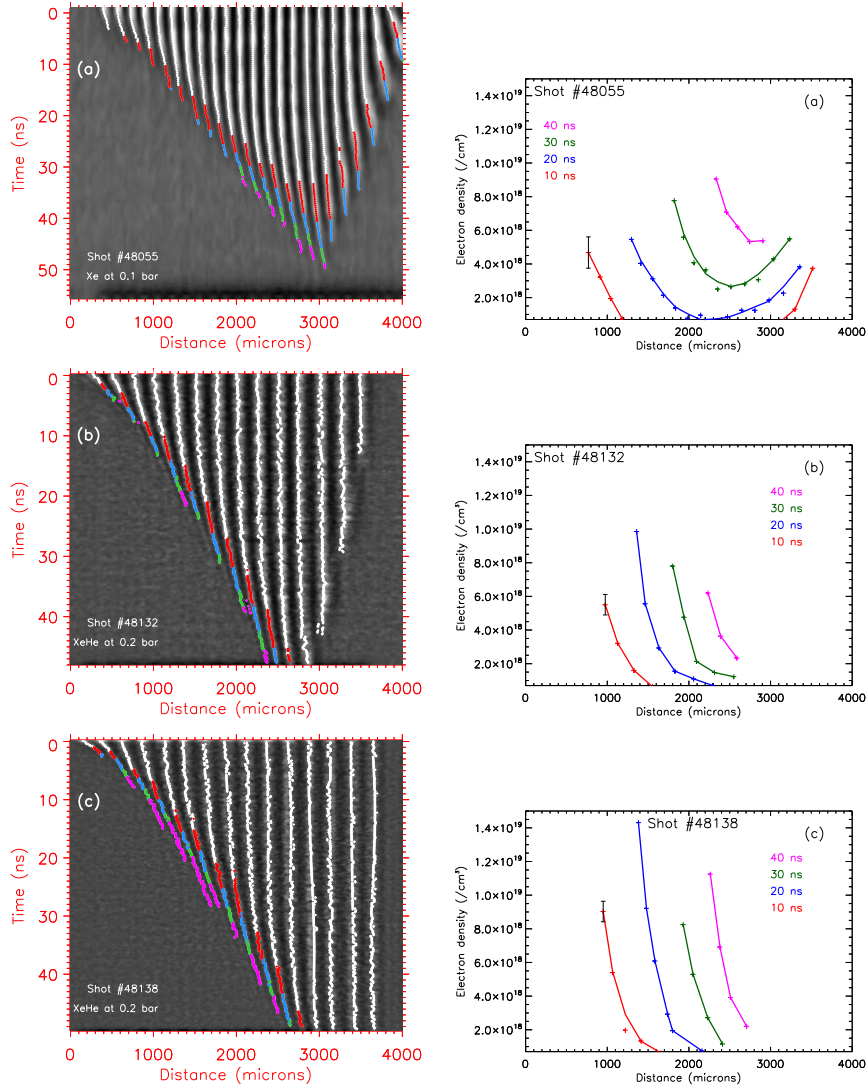 0
10
20
30
40
50
Time (ns)
(a)
Shot #48055
Xe at 0.1 bar
0 1000 2000 3000 4000
Distance (microns)
Shot #48055
(a)
40 ns
30 ns
20 ns
10 ns
1.4×10¹⁹
1.2×10¹⁹
1.0×10¹⁹
8.0×10¹⁸
6.0×10¹⁸
4.0×10¹⁸
2.0×10¹⁸
Electron density (/cm³)
0 1000 2000 3000 4000
Distance (microns)
0
10
20
30
40
Time (ns)
(b)
Shot #48132
XeHe at 0.2 bar
0 1000 2000 3000 4000
Distance (microns)
Shot #48132
(b)
40 ns
30 ns
20 ns
10 ns
1.4×10¹⁹
1.2×10¹⁹
1.0×10¹⁹
8.0×10¹⁸
6.0×10¹⁸
4.0×10¹⁸
2.0×10¹⁸
Electron density (/cm³)
0 1000 2000 3000 4000
Distance (microns)
0
10
20
30
40
Time (ns)
(c)
Shot #48138
XeHe at 0.2 bar
0 1000 2000 3000 4000
Distance (microns)
Shot #48138
(c)
40 ns
30 ns
20 ns
10 ns
1.4×10¹⁹
1.2×10¹⁹
1.0×10¹⁹
8.0×10¹⁸
6.0×10¹⁸
4.0×10¹⁸
2.0×10¹⁸
Electron density (/cm³)
0 1000 2000 3000 4000
Distance (microns)